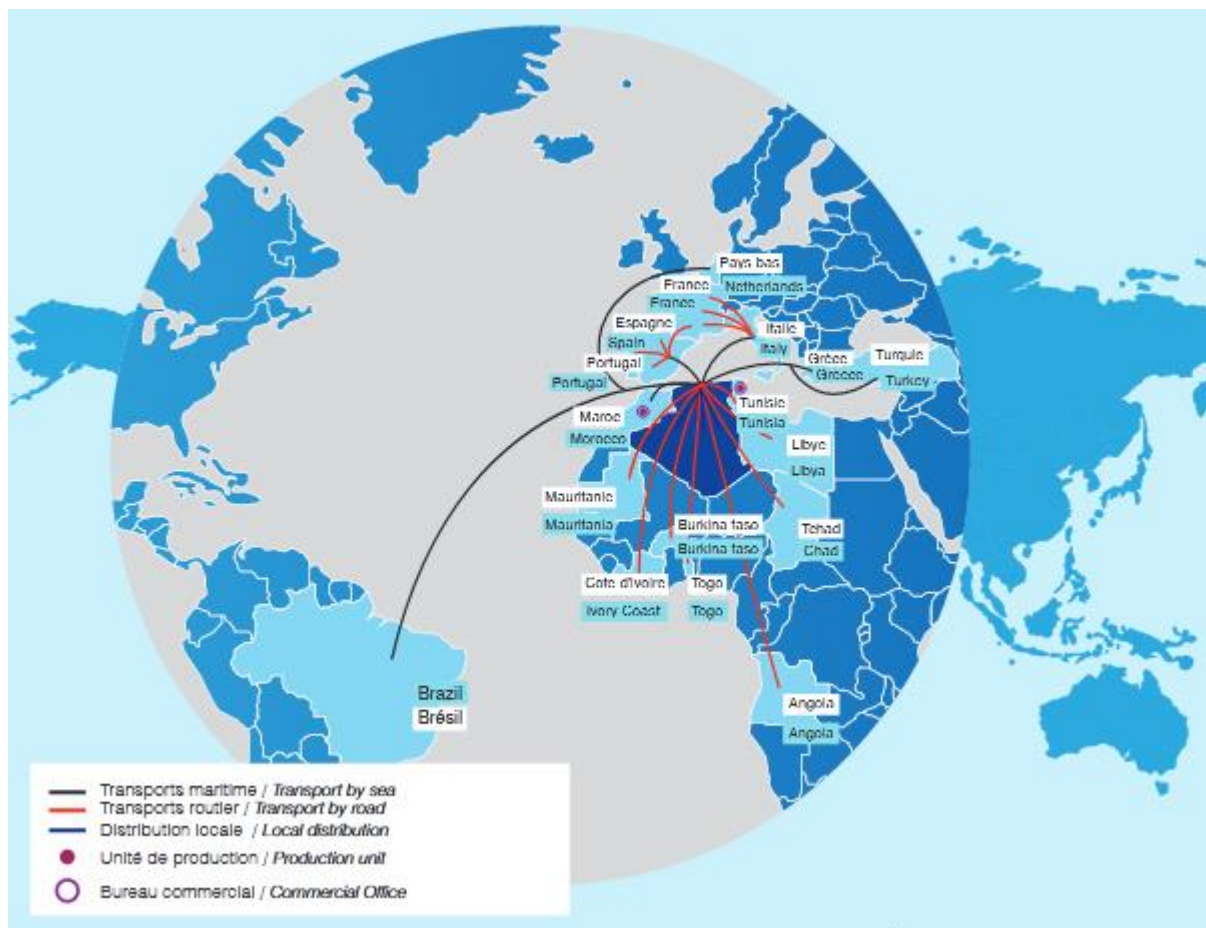 Pays bas
Netherlands
France
France
Espagne
Spain
Italie
Italy
Portugal
Portugal
Grèce
Greece
Turquie
Turkey
Maroc
Morocco
Tunisie
Tunisia
Libye
Libya
Mauritanie
Mauritania
Burkina faso
Burkina faso
Tchad
Chad
Cote d'ivoire
Ivory Coast
Togo
Togo
Brazil
Brésil
Angola
Angola
Transports maritime / Transport by sea
Transports routier / Transport by road
Distribution locale / Local distribution
Unité de production / Production unit
Bureau commercial / Commercial Office